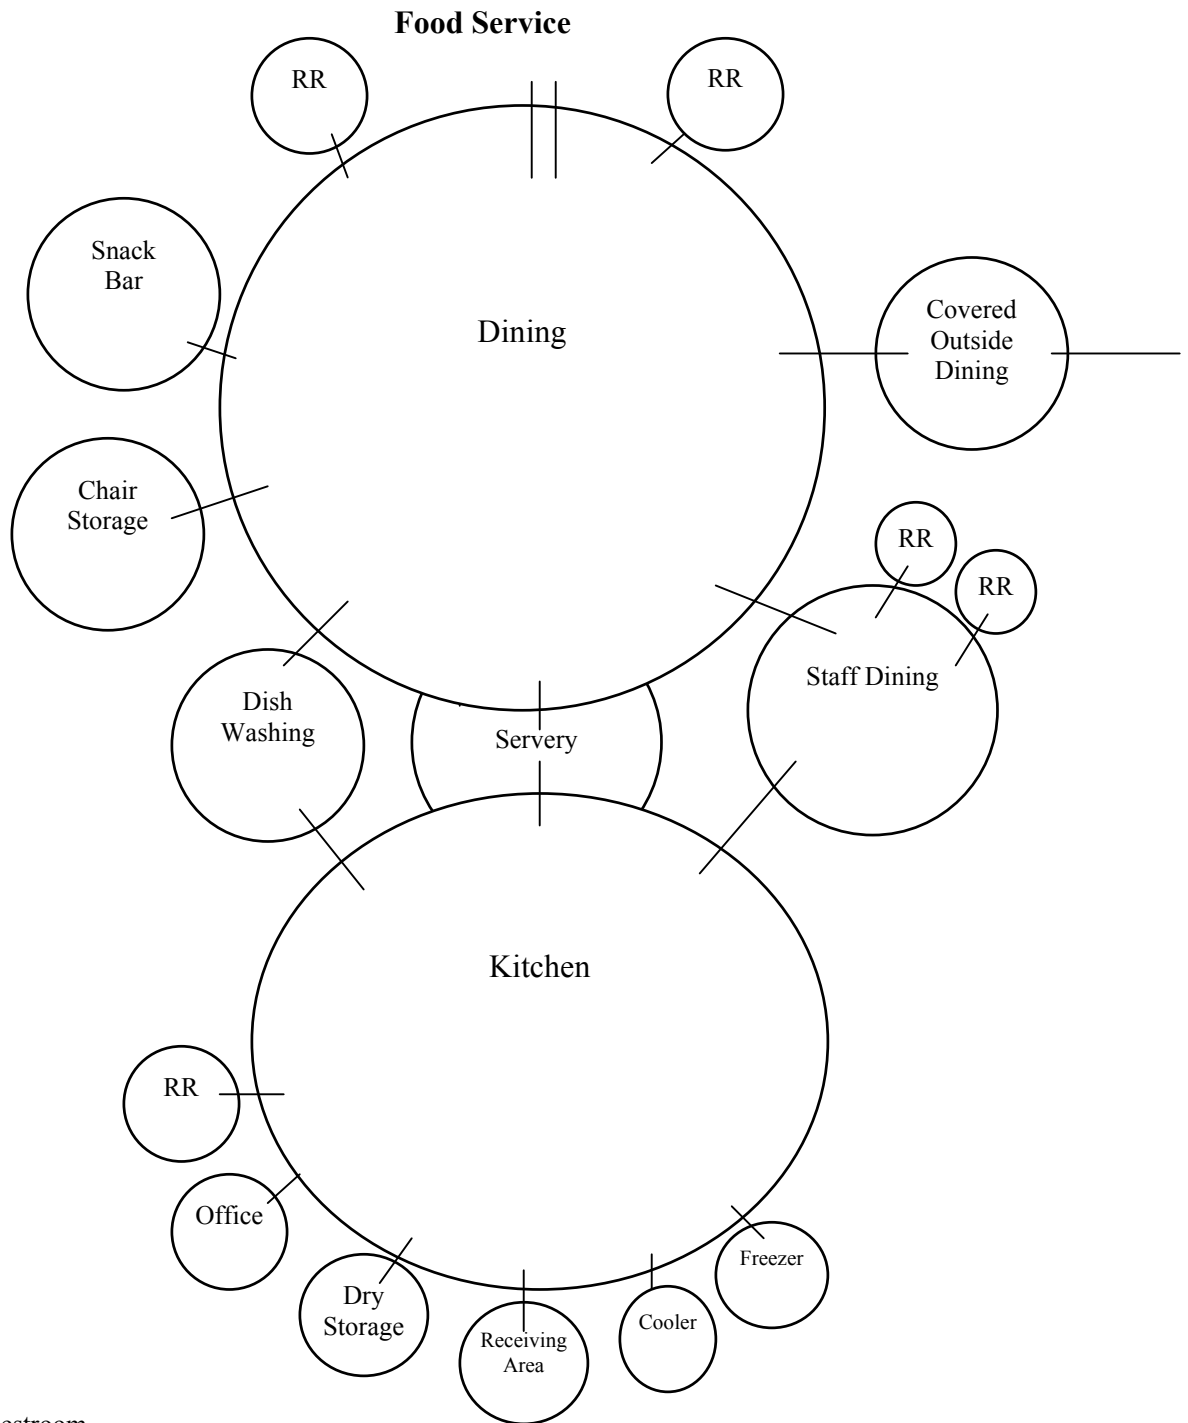 Food Service
RR
RR
Snack
Bar
Dining
Covered
Outside
Dining
Chair
Storage
RR
RR
Staff Dining
Dish
Washing
Servery
Kitchen
RR
Office
Freezer
Dry
Storage
Cooler
Receiving
Area